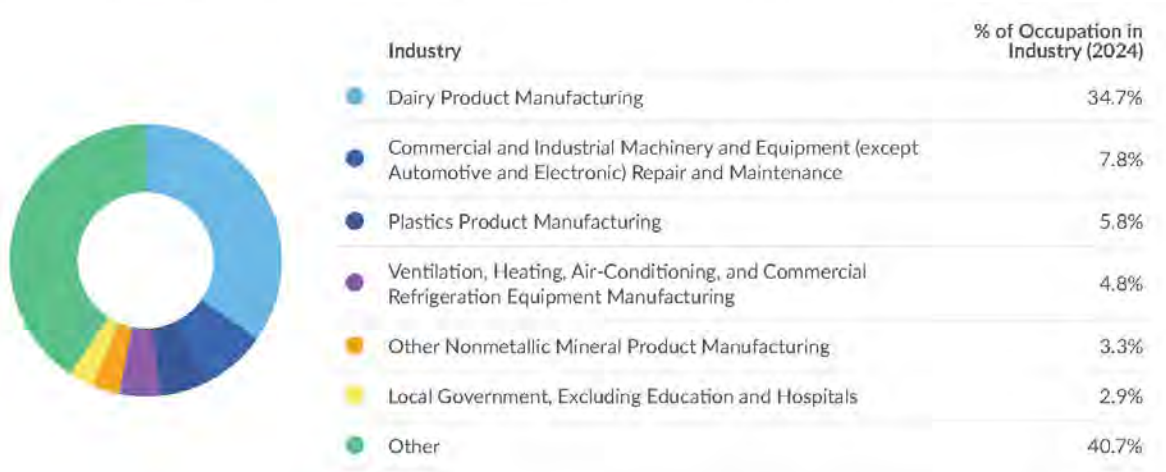 Industry
% of Occupation in
Industry (2024)
Dairy Product Manufacturing
34.7%
Commercial and Industrial Machinery and Equipment (except
Automotive and Electronic) Repair and Maintenance
7.8%
Plastics Product Manufacturing
5.8%
Ventilation, Heating, Air-Conditioning, and Commercial
Refrigeration Equipment Manufacturing
4.8%
Other Nonmetallic Mineral Product Manufacturing
3.3%
Local Government, Excluding Education and Hospitals
2.9%
Other
40.7%